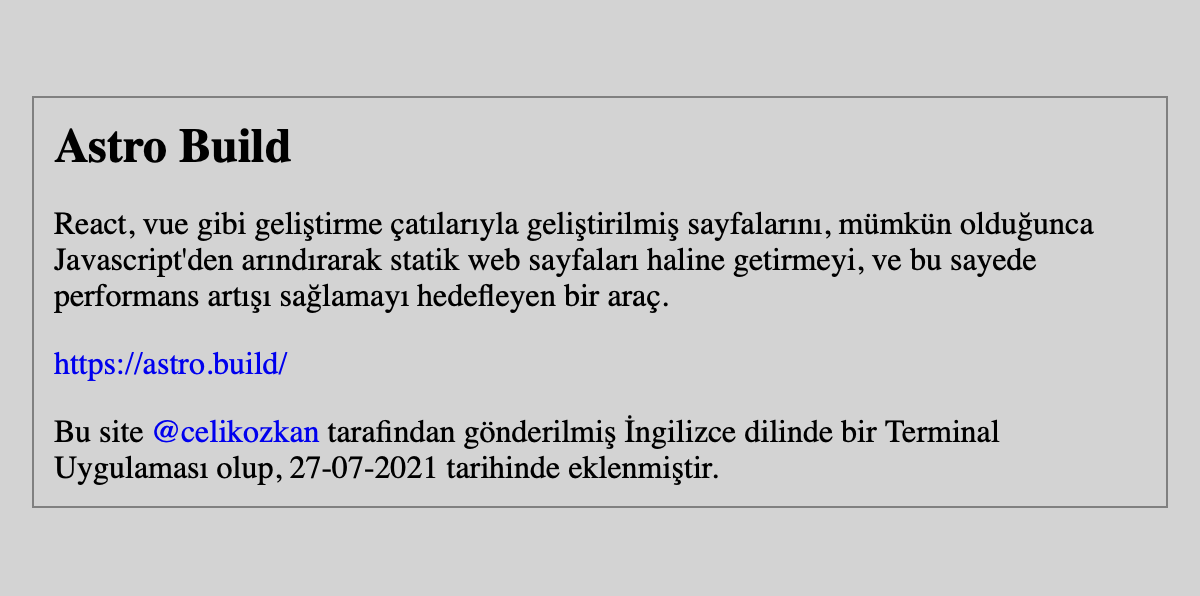 Astro Build
React, vue gibi geliştirme çatılarıyla geliştirilmiş sayfalarını, mümkün olduğunca
Javascript'den arındırarak statik web sayfaları haline getirmeyi, ve bu sayede
performans artışı sağlamayı hedefleyen bir araç.
https://astro.build/
Bu site @celikozkan tarafından gönderilmiş İngilizce dilinde bir Terminal
Uygulaması olup, 27-07-2021 tarihinde eklenmiştir.